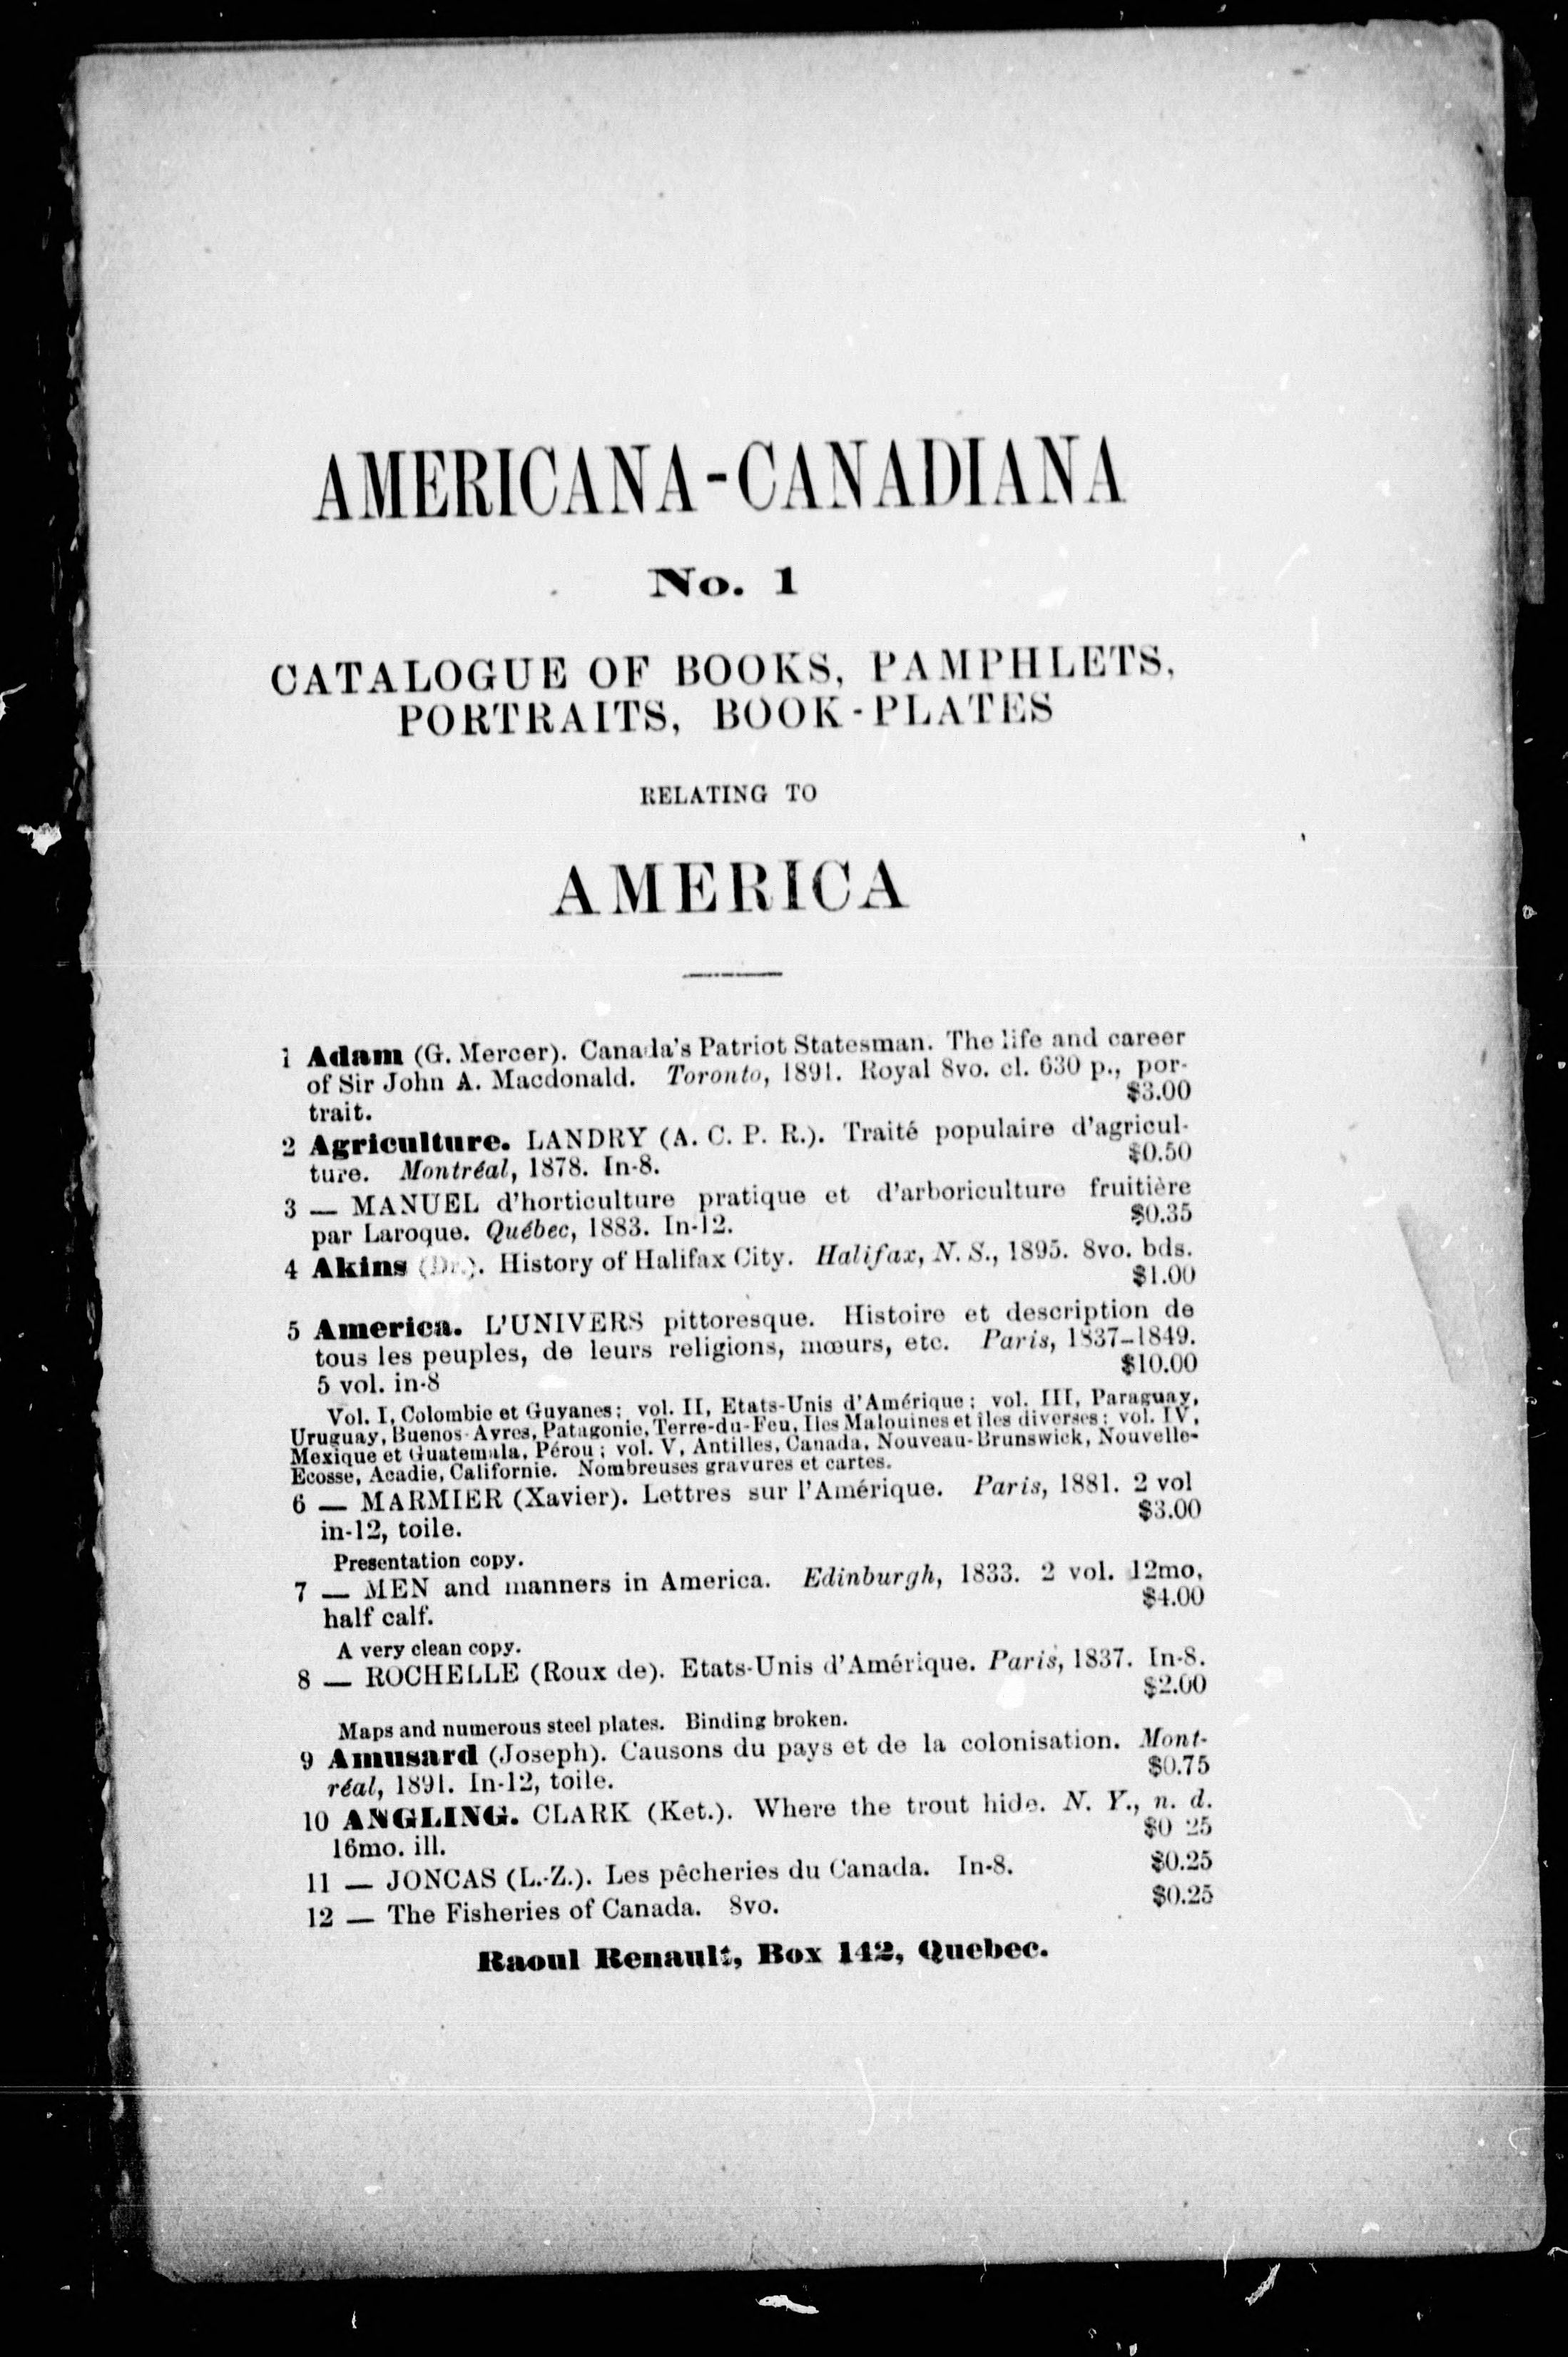 AMERICANA-CANADIANA
No. 1
CATALOGUE OF BOOKS, PAMPHLETS,
PORTRAITS, BOOK-PLATES
RELATING TO
AMERICA
1 Adam (G. Mercer). Canada's Patriot Statesman. The life and career
of Sir John A. Macdonald. Toronto, 1891. Royal 8vo. cl. 630 p., por-
trait. $3.00
2 Agriculture. LANDRY (A. C. P. R.). Traité populaire d'agricul-
ture. Montréal, 1878. In-8. $0.50
3 — MANUEL d'horticulture pratique et d'arboriculture fruitière
par Laroque. Québec, 1883. In-12. $0.35
4 Akins (Dr.). History of Halifax City. Halifax, N. S., 1895. 8vo. bds.
$1.00
5 America. L'UNIVERS pittoresque. Histoire et description de
tous les peuples, de leurs religions, mœurs, etc. Paris, 1837-1849.
5 vol. in-8 $10.00
Vol. I, Colombie et Guyanes; vol. II, Etats-Unis d'Amérique; vol. III, Paraguay,
Uruguay, Buenos-Ayres, Patagonie, Terre-du-Feu, Iles Malouines et îles diverses; vol. IV,
Mexique et Guatemala, Pérou; vol. V, Antilles, Canada, Nouveau-Brunswick, Nouvelle-
Ecosse, Acadie, Californie. Nombreuses gravures et cartes.
6 — MARMIER (Xavier). Lettres sur l'Amérique. Paris, 1881. 2 vol
in-12, toile. $3.00
Presentation copy.
7 — MEN and manners in America. Edinburgh, 1833. 2 vol. 12mo,
half calf. $4.00
A very clean copy.
8 — ROCHELLE (Roux de). Etats-Unis d'Amérique. Paris, 1837. In-8.
$2.00
Maps and numerous steel plates. Binding broken.
9 Amusard (Joseph). Causons du pays et de la colonisation. Mont-
réal, 1891. In-12, toile. $0.75
10 ANGLING. CLARK (Ket.). Where the trout hide. N. Y., n. d.
16mo. ill. $0 25
11 — JONCAS (L.-Z.). Les pêcheries du Canada. In-8. $0.25
12 — The Fisheries of Canada. 8vo. $0.25
Raoul Renault, Box 142, Quebec.